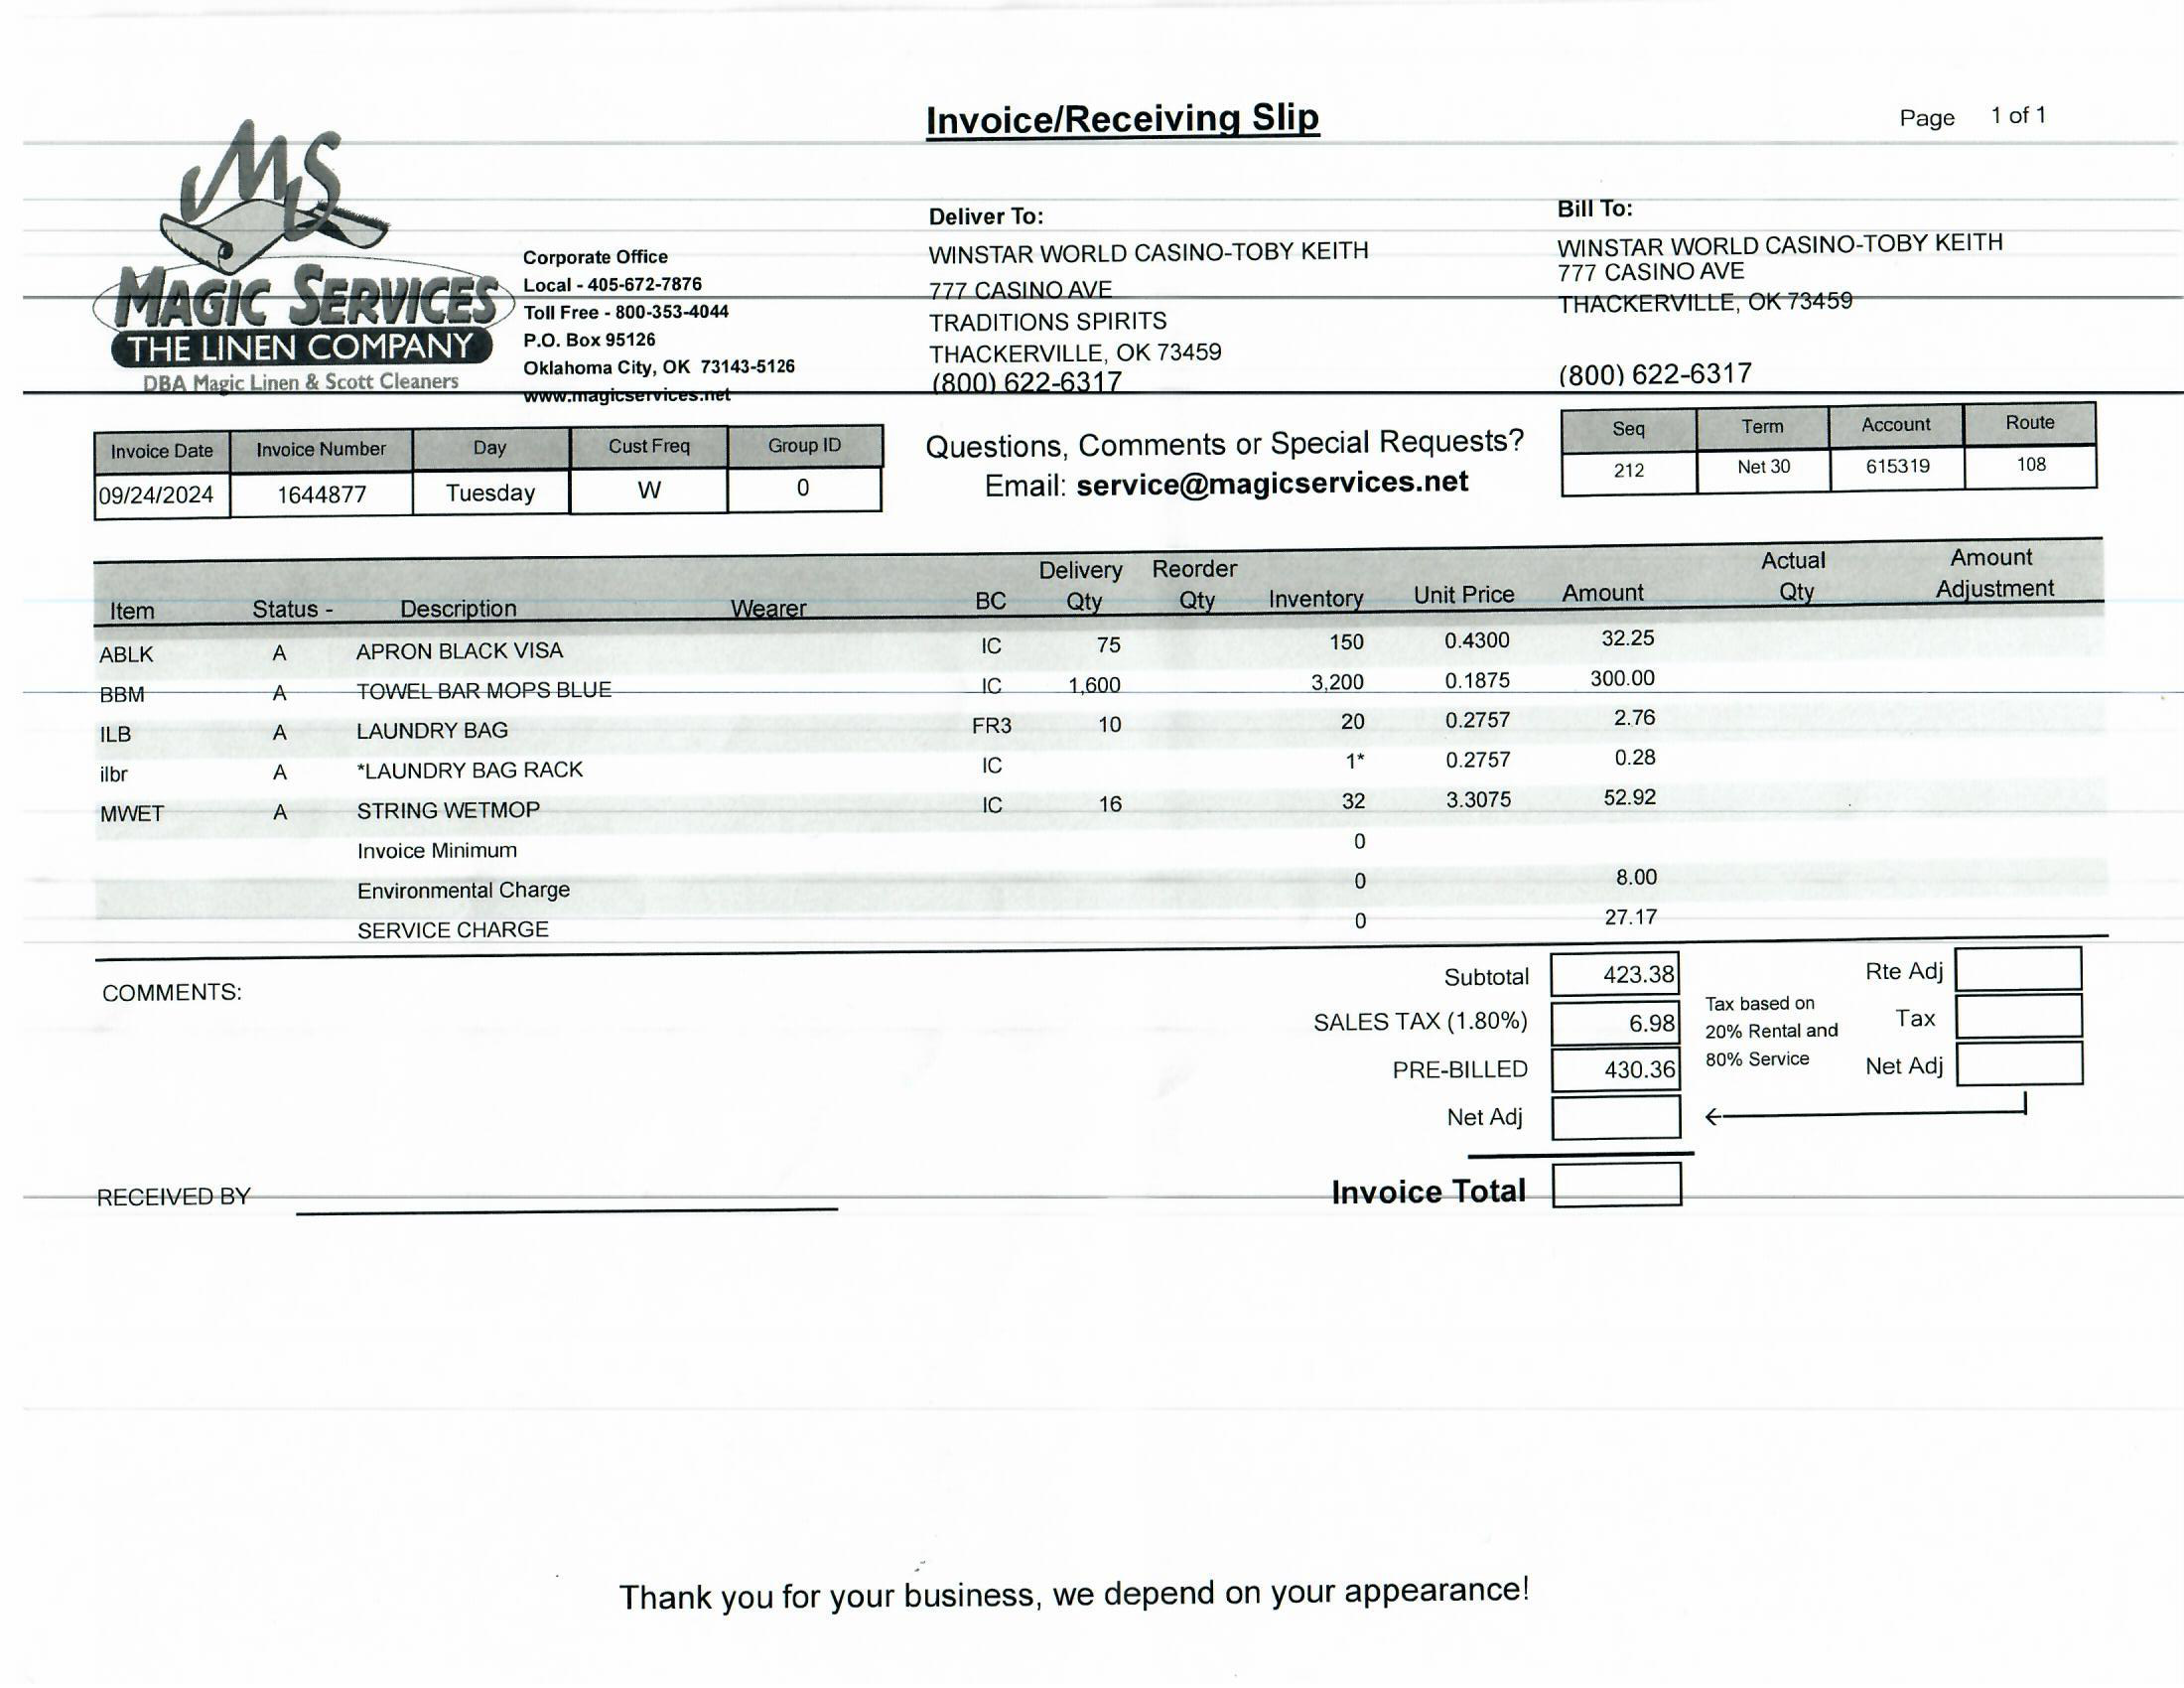 Invoice/Receiving Slip
Page 1 of 1
MS
MAGIC SERVICES
THE LINEN COMPANY
DBA Magic Linen & Scott Cleaners
Corporate Office
Local - 405-672-7876
Toll Free - 800-353-4044
P.O. Box 95126
Oklahoma City, OK 73143-5126
www.magicservices.net
Deliver To:
WINSTAR WORLD CASINO-TOBY KEITH
777 CASINO AVE
TRADITIONS SPIRITS
THACKERVILLE, OK 73459
(800) 622-6317
Bill To:
WINSTAR WORLD CASINO-TOBY KEITH
777 CASINO AVE
THACKERVILLE, OK 73459
(800) 622-6317
Invoice Date Invoice Number Day Cust Freq Group ID
09/24/2024 1644877 Tuesday W 0
Questions, Comments or Special Requests?
Email: service@magicservices.net
Seq Term Account Route
212 Net 30 615319 108
Item Status - Description Wearer BC Delivery Qty Reorder Qty Inventory Unit Price Amount Actual Qty Amount Adjustment
ABLK A APRON BLACK VISA IC 75 150 0.4300 32.25
BBM A TOWEL BAR MOPS BLUE IC 1,600 3,200 0.1875 300.00
ILB A LAUNDRY BAG FR3 10 20 0.2757 2.76
ilbr A *LAUNDRY BAG RACK IC 1* 0.2757 0.28
MWET A STRING WETMOP IC 16 32 3.3075 52.92
Invoice Minimum 0
Environmental Charge 0 8.00
SERVICE CHARGE 0 27.17
COMMENTS:
Subtotal 423.38
SALES TAX (1.80%) 6.98
PRE-BILLED 430.36
Net Adj
Invoice Total
Tax based on
20% Rental and
80% Service
Rte Adj
Tax
Net Adj
RECEIVED BY
Thank you for your business, we depend on your appearance!